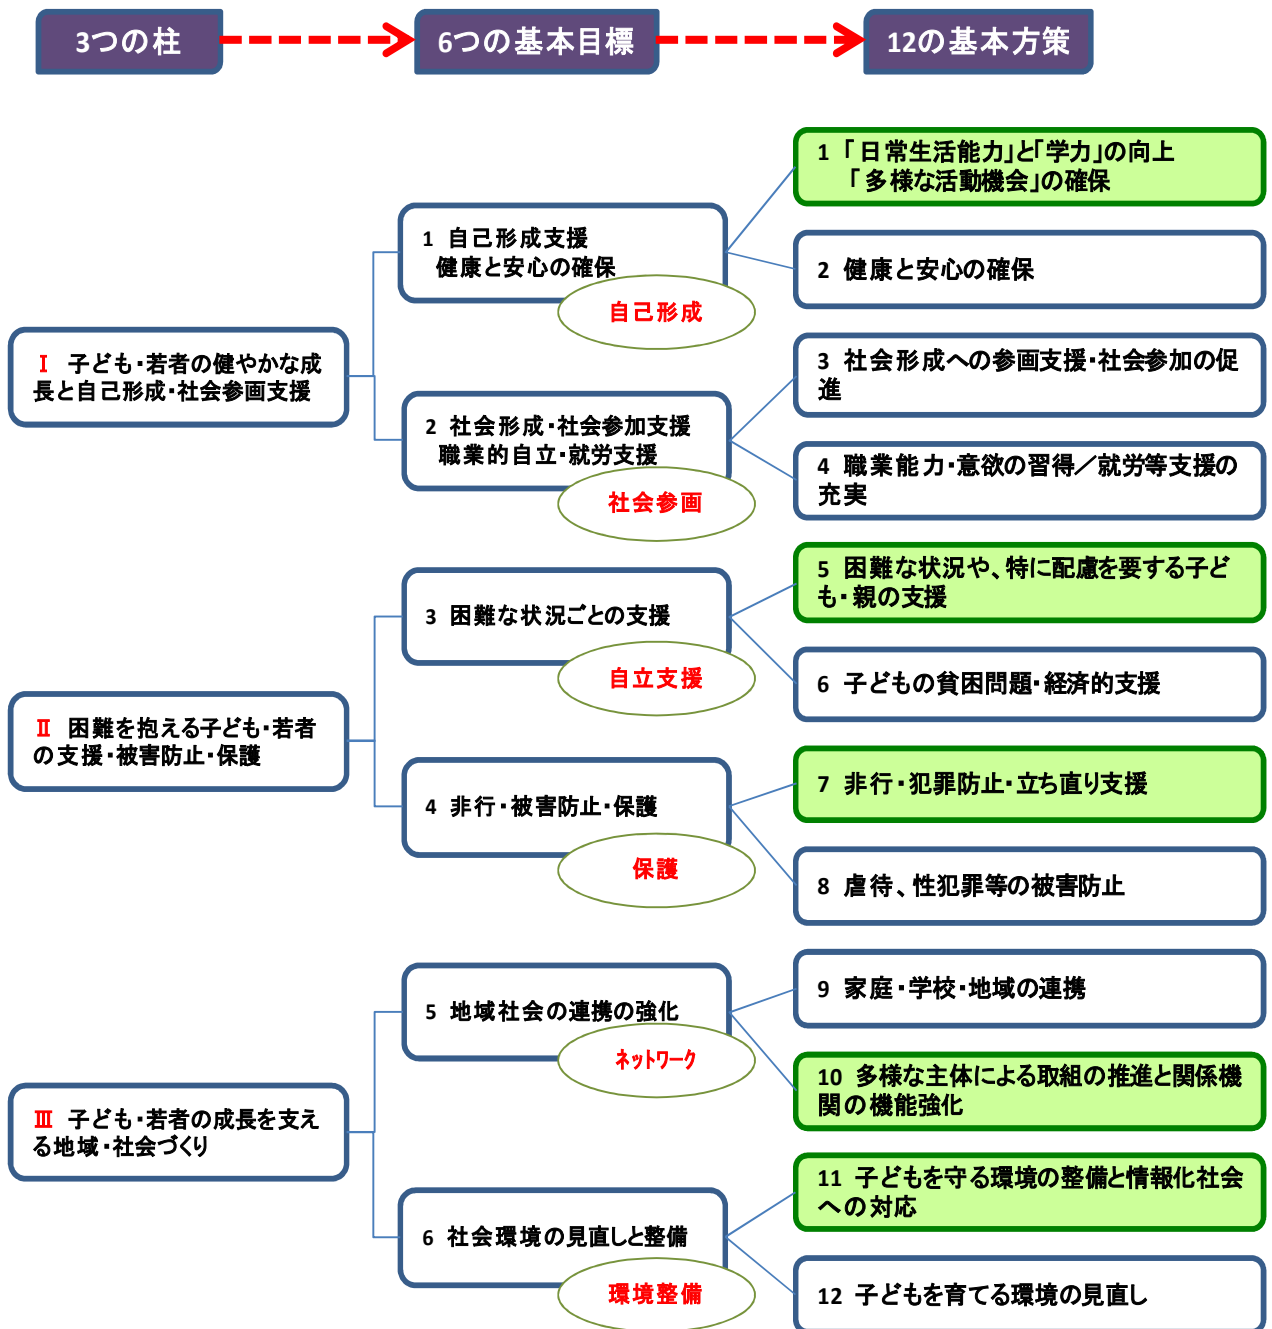 3つの柱
6つの基本目標
12の基本方策
Ⅰ 子ども・若者の健やかな成
長と自己形成・社会参画支援
1 自己形成支援
健康と安心の確保
自己形成
1 「日常生活能力」と「学力」の向上
「多様な活動機会」の確保
2 健康と安心の確保
2 社会形成・社会参加支援
職業的自立・就労支援
社会参画
3 社会形成への参画支援・社会参加の促
進
4 職業能力・意欲の習得／就労等支援の
充実
Ⅱ 困難を抱える子ども・若者
の支援・被害防止・保護
3 困難な状況ごとの支援
自立支援
5 困難な状況や、特に配慮を要する子ど
も・親の支援
6 子どもの貧困問題・経済的支援
4 非行・被害防止・保護
保護
7 非行・犯罪防止・立ち直り支援
8 虐待、性犯罪等の被害防止
Ⅲ 子ども・若者の成長を支え
る地域・社会づくり
5 地域社会の連携の強化
ﾈｯﾄﾜｰｸ
9 家庭・学校・地域の連携
10 多様な主体による取組の推進と関係機
関の機能強化
6 社会環境の見直しと整備
環境整備
11 子どもを守る環境の整備と情報化社会
への対応
12 子どもを育てる環境の見直し